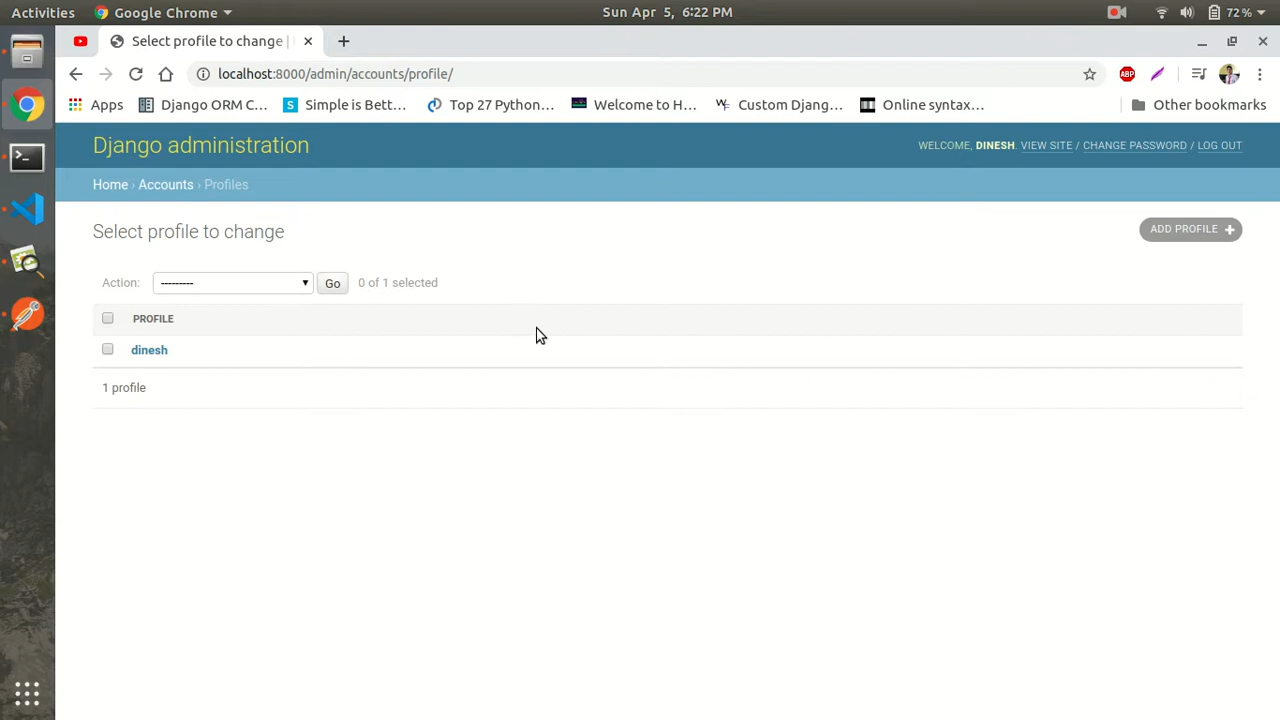 Activities Google Chrome Sun Apr 5, 6:22 PM 72%
Select profile to change |
localhost:8000/admin/accounts/profile/ ABP
Apps Django ORM C... S Simple is Bett... Top 27 Python... Welcome to H... Custom Djang... Online syntax... Other bookmarks
Django administration WELCOME, DINESH. VIEW SITE / CHANGE PASSWORD / LOG OUT
Home › Accounts › Profiles
Select profile to change ADD PROFILE +
Action: --------- Go 0 of 1 selected
PROFILE
dinesh
1 profile